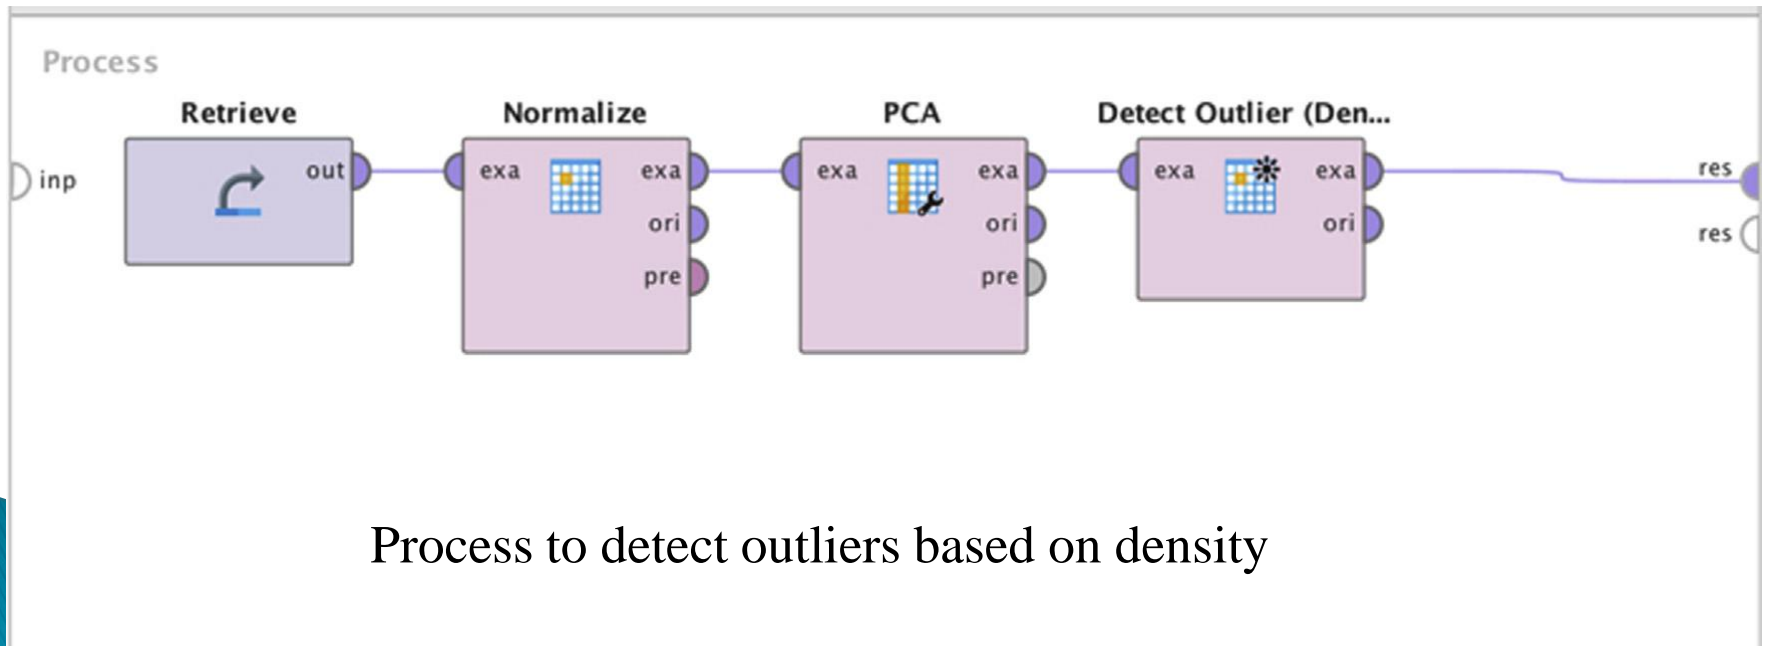 Process
Retrieve Normalize PCA Detect Outlier (Den...
inp out exa exa exa exa exa exa res
ori ori ori res
pre pre
Process to detect outliers based on density